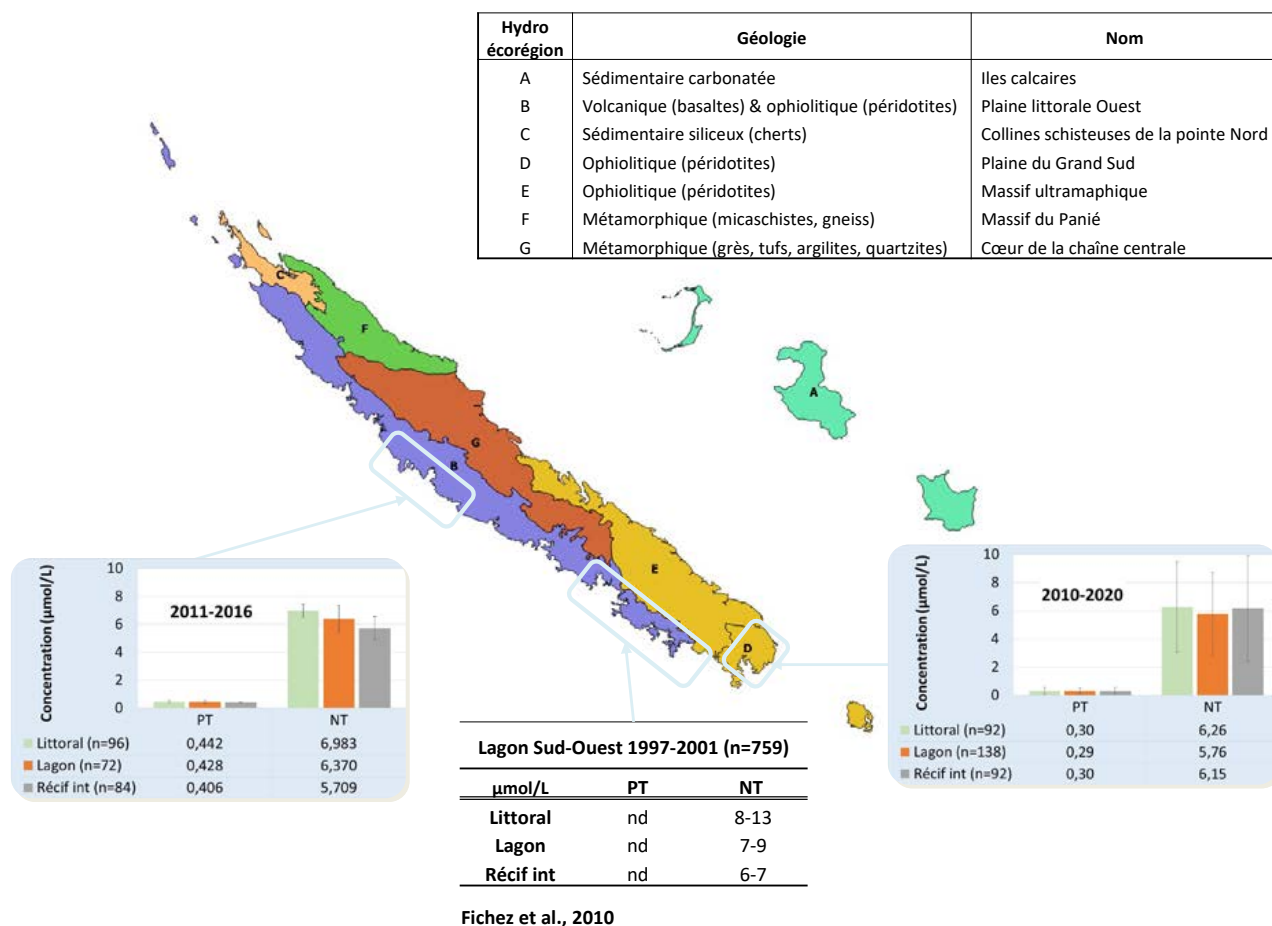 Hydro écorégion Géologie Nom
A Sédimentaire carbonatée Iles calcaires
B Volcanique (basaltes) & ophiolitique (péridotites) Plaine littorale Ouest
C Sédimentaire siliceux (cherts) Collines schisteuses de la pointe Nord
D Ophiolitique (péridotites) Plaine du Grand Sud
E Ophiolitique (péridotites) Massif ultramaphique
F Métamorphique (micaschistes, gneiss) Massif du Panié
G Métamorphique (grès, tufs, argilites, quartzites) Cœur de la chaîne centrale
C
F
A
G
B
E
D
Concentration (µmol/L)
10
8
6
4
2
0
2011-2016
PT NT
Littoral (n=96) 0,442 6,983
Lagon (n=72) 0,428 6,370
Récif int (n=84) 0,406 5,709
Concentration (µmol/L)
10
8
6
4
2
0
2010-2020
PT NT
Littoral (n=92) 0,30 6,26
Lagon (n=138) 0,29 5,76
Récif int (n=92) 0,30 6,15
Lagon Sud-Ouest 1997-2001 (n=759)
µmol/L PT NT
Littoral nd 8-13
Lagon nd 7-9
Récif int nd 6-7
Fichez et al., 2010